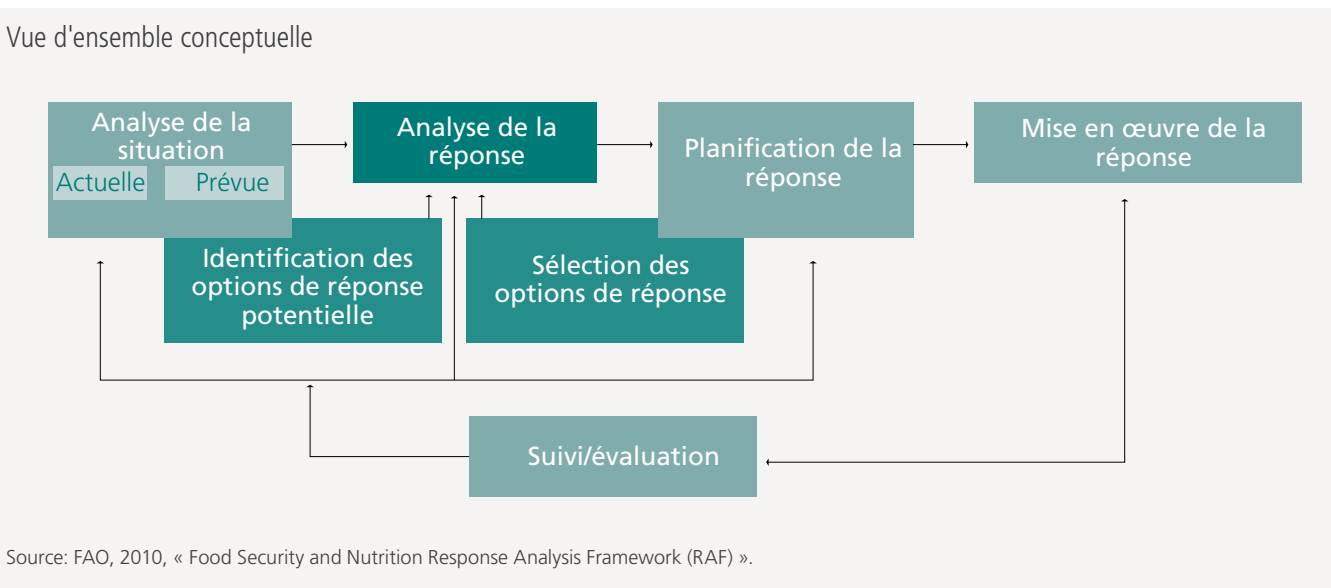 Vue d'ensemble conceptuelle
Analyse de la
situation
Actuelle
Prévue
Analyse de la
réponse
Planification de la
réponse
Mise en œuvre de la
réponse
Identification des
options de réponse
potentielle
Sélection des
options de réponse
Suivi/évaluation
Source: FAO, 2010, « Food Security and Nutrition Response Analysis Framework (RAF) ».